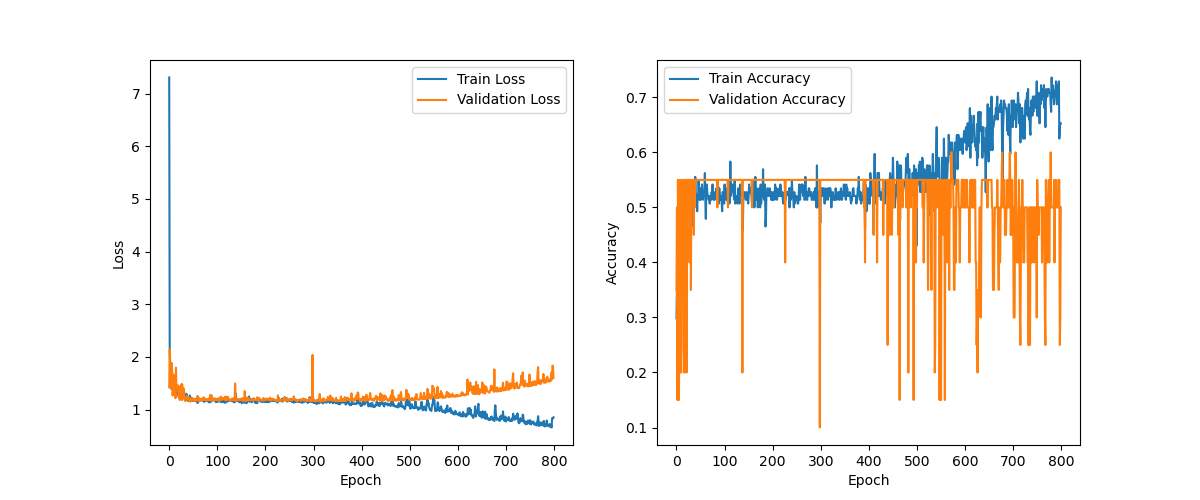 Train Loss
Validation Loss
7
6
5
4
3
2
1
0 100 200 300 400 500 600 700 800
Epoch
Loss
Train Accuracy
Validation Accuracy
0.7
0.6
0.5
0.4
0.3
0.2
0.1
0 100 200 300 400 500 600 700 800
Epoch
Accuracy